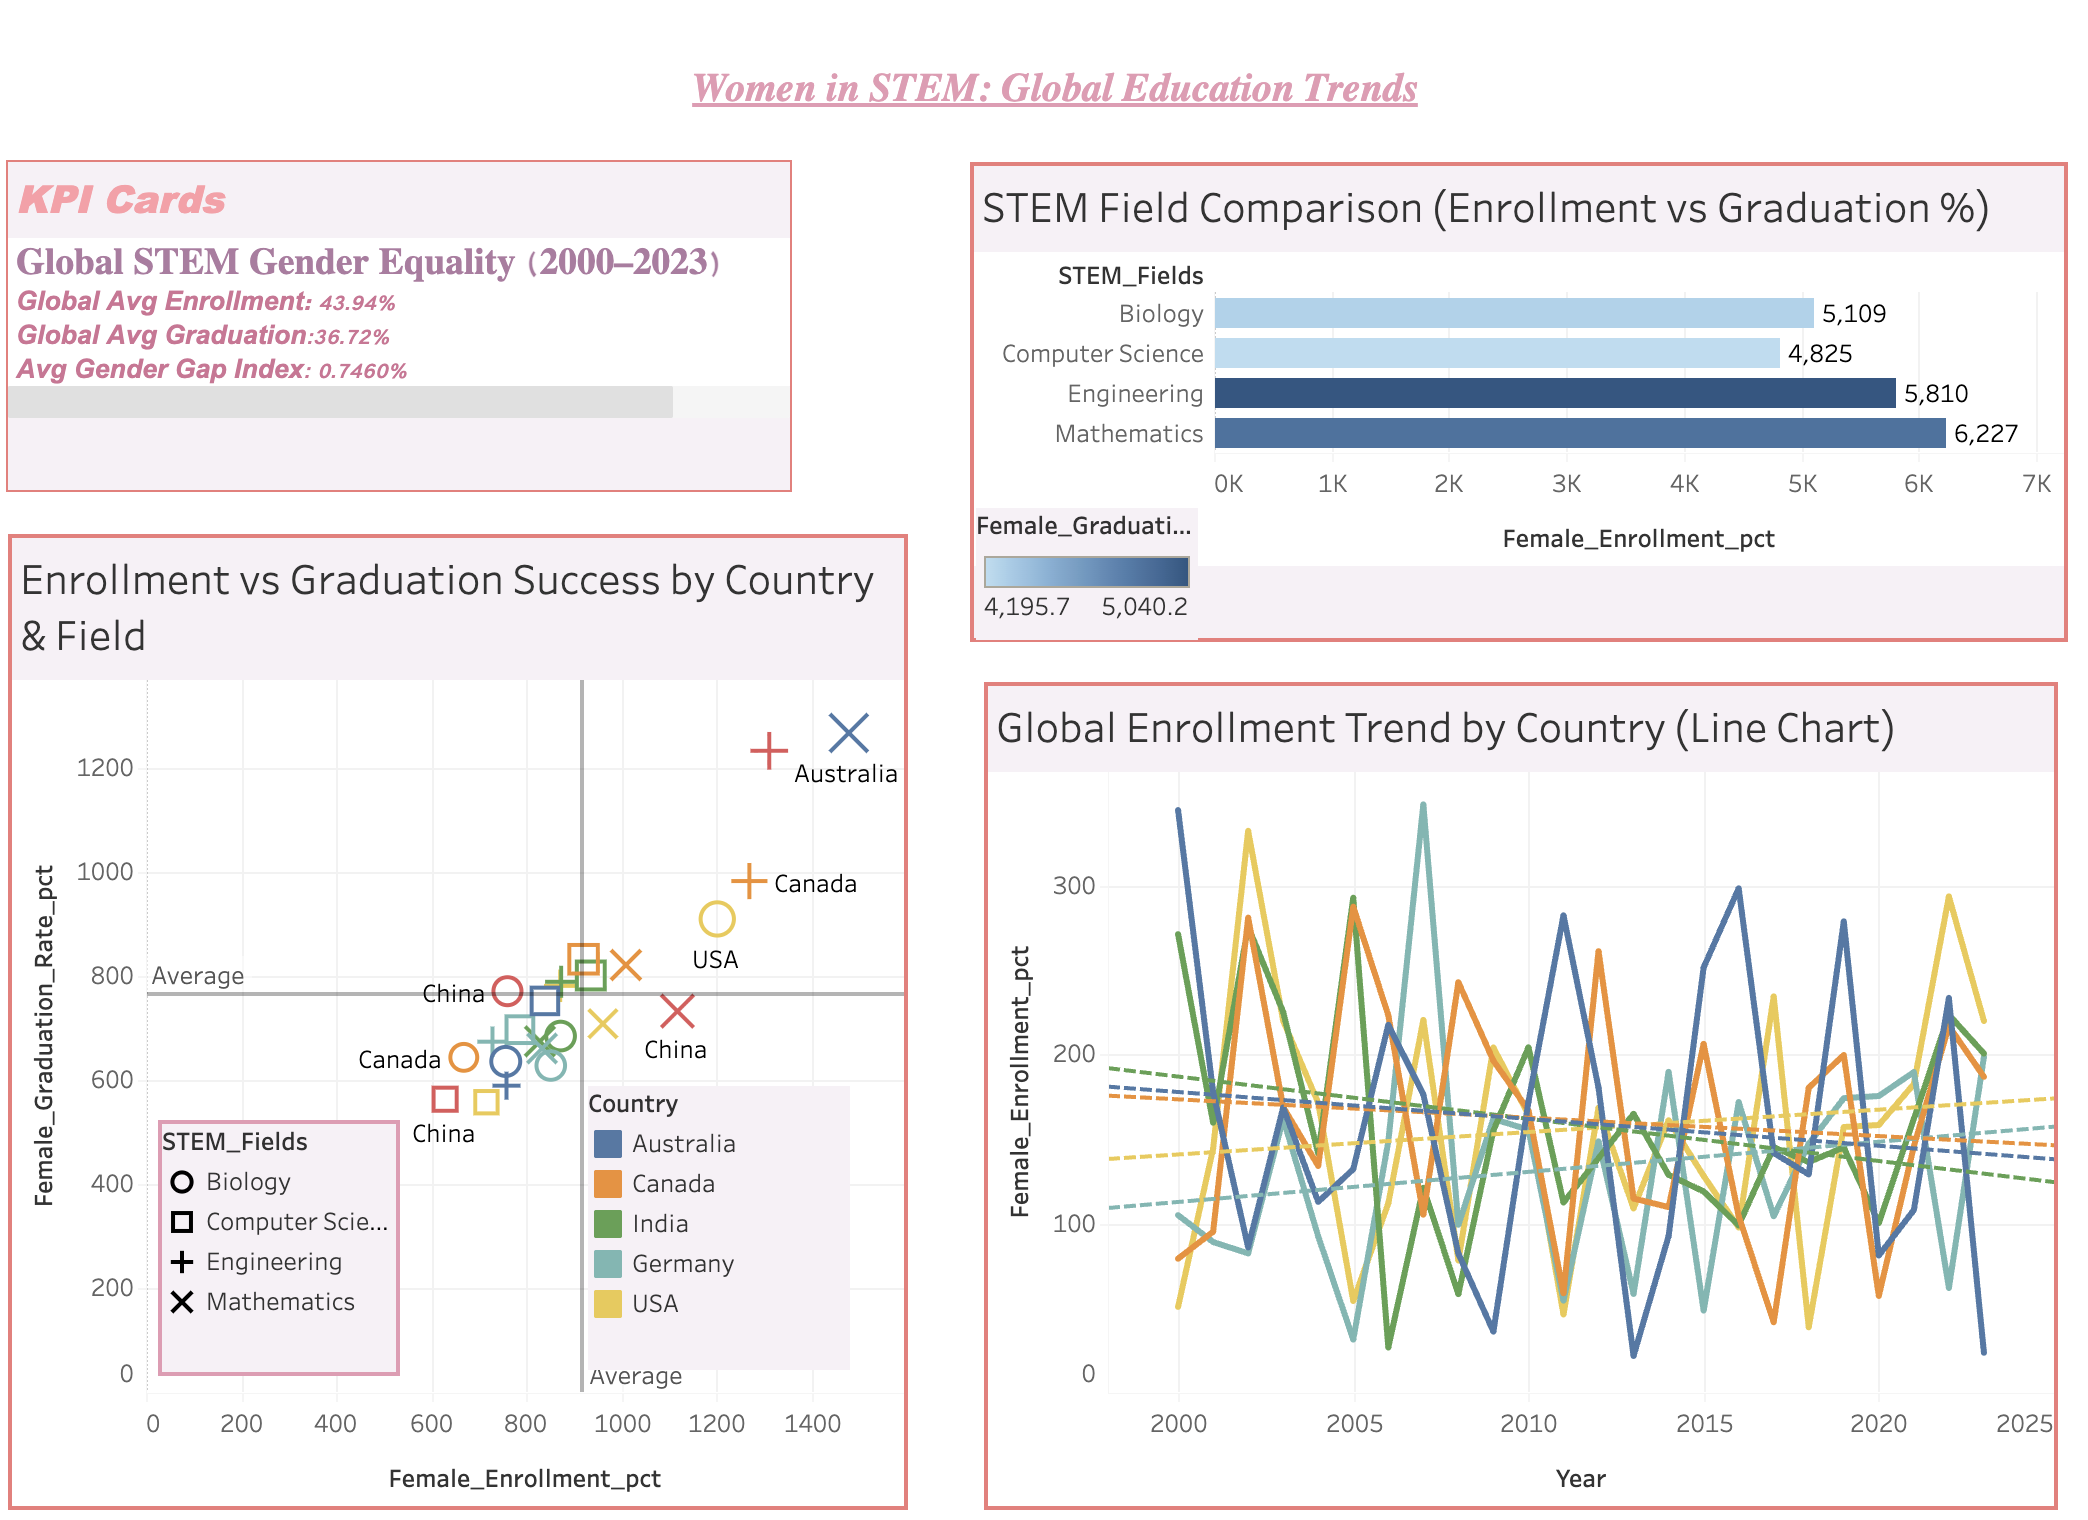 Women in STEM: Global Education Trends
KPI Cards
Global STEM Gender Equality (2000–2023)
Global Avg Enrollment: 43.94%
Global Avg Graduation:36.72%
Avg Gender Gap Index: 0.7460%
STEM Field Comparison (Enrollment vs Graduation %)
STEM_Fields
Biology 5,109
Computer Science 4,825
Engineering 5,810
Mathematics 6,227
0K 1K 2K 3K 4K 5K 6K 7K
Female_Enrollment_pct
Female_Graduati...
4,195.7 5,040.2
Enrollment vs Graduation Success by Country
& Field
Female_Graduation_Rate_pct
1200
1000
800
600
400
200
0
Australia
Canada
USA
Average
China
China
Canada
China
STEM_Fields
Biology
Computer Scie...
Engineering
Mathematics
Country
Australia
Canada
India
Germany
USA
Average
0 200 400 600 800 1000 1200 1400
Female_Enrollment_pct
Global Enrollment Trend by Country (Line Chart)
Female_Enrollment_pct
300
200
100
0
2000 2005 2010 2015 2020 2025
Year